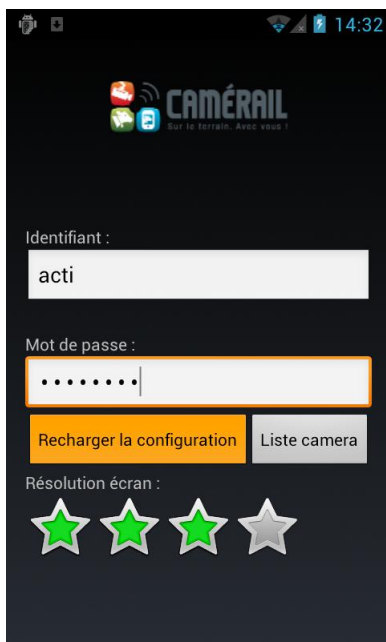 14:32
CAMÉRAIL
Sur le terrain. Avec vous !
Identifiant :
acti
Mot de passe :
••••••••
Recharger la configuration
Liste camera
Résolution écran :